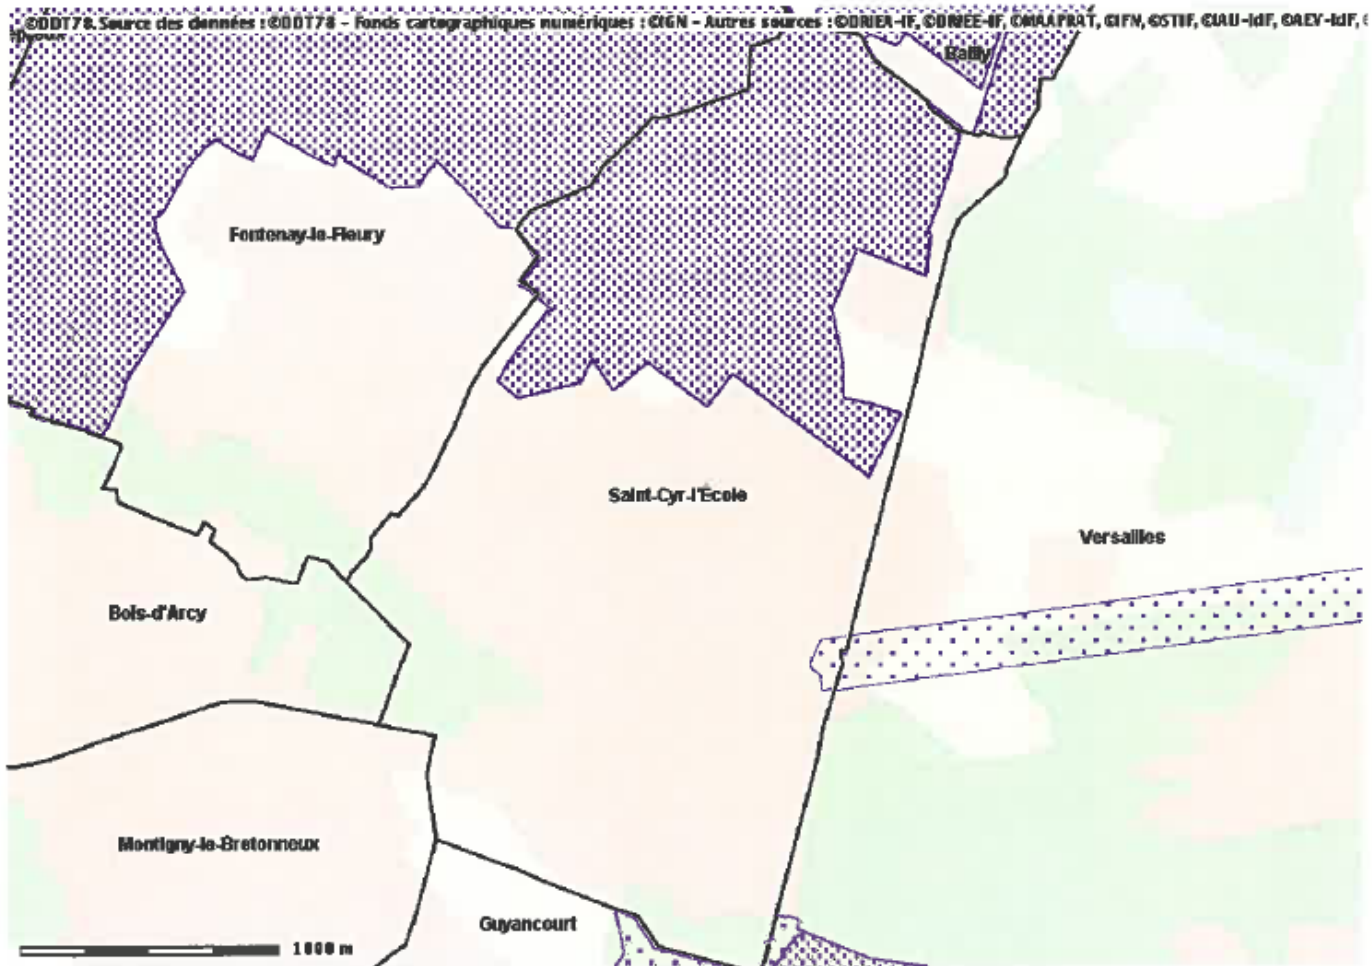 ©DDT78. Source des données : ©DDT78 - Fonds cartographiques numériques : ©IGN - Autres sources : ©DRIEA-IF, ©DRIEE-IF, ©MAAPRAT, ©IFN, ©STIF, ©IAU-IdF, ©AEV-IdF,
Bailly
Fontenay-le-Fleury
Saint-Cyr-l'École
Versailles
Bois-d'Arcy
Montigny-le-Bretonneux
Guyancourt
1000 m